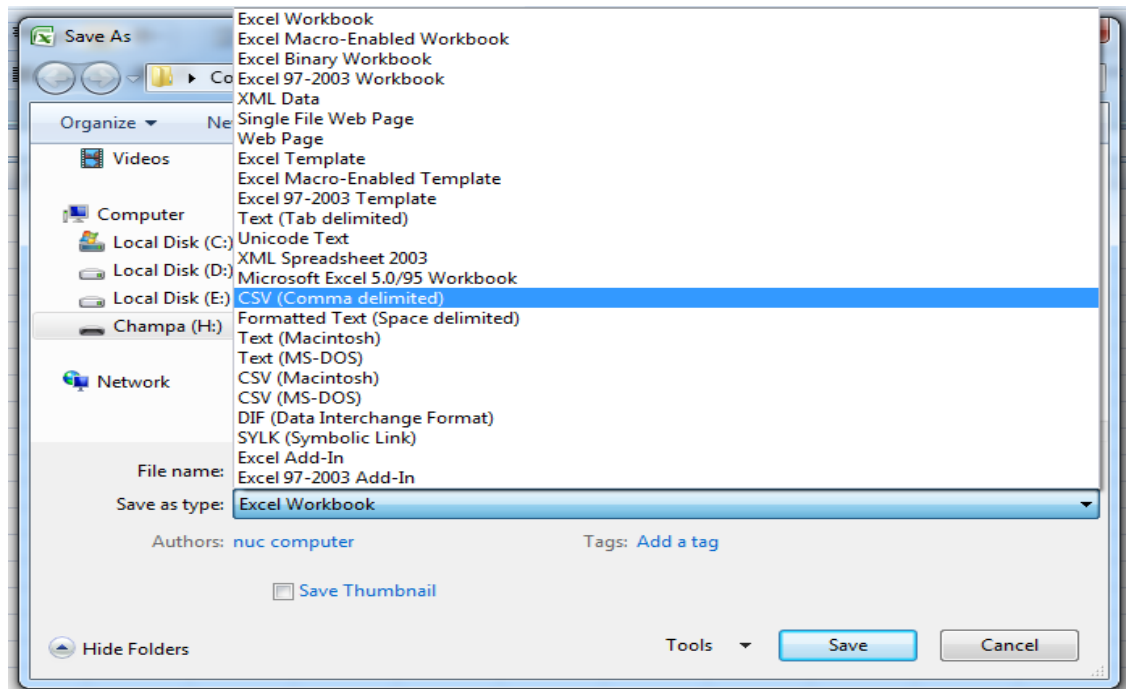 Save As
Co
Organize
Ne
Videos
Computer
Local Disk (C:)
Local Disk (D:)
Local Disk (E:)
Champa (H:)
Network
Excel Workbook
Excel Macro-Enabled Workbook
Excel Binary Workbook
Excel 97-2003 Workbook
XML Data
Single File Web Page
Web Page
Excel Template
Excel Macro-Enabled Template
Excel 97-2003 Template
Text (Tab delimited)
Unicode Text
XML Spreadsheet 2003
Microsoft Excel 5.0/95 Workbook
CSV (Comma delimited)
Formatted Text (Space delimited)
Text (Macintosh)
Text (MS-DOS)
CSV (Macintosh)
CSV (MS-DOS)
DIF (Data Interchange Format)
SYLK (Symbolic Link)
Excel Add-In
Excel 97-2003 Add-In
File name:
Save as type: Excel Workbook
Authors: nuc computer Tags: Add a tag
Save Thumbnail
Hide Folders Tools Save Cancel